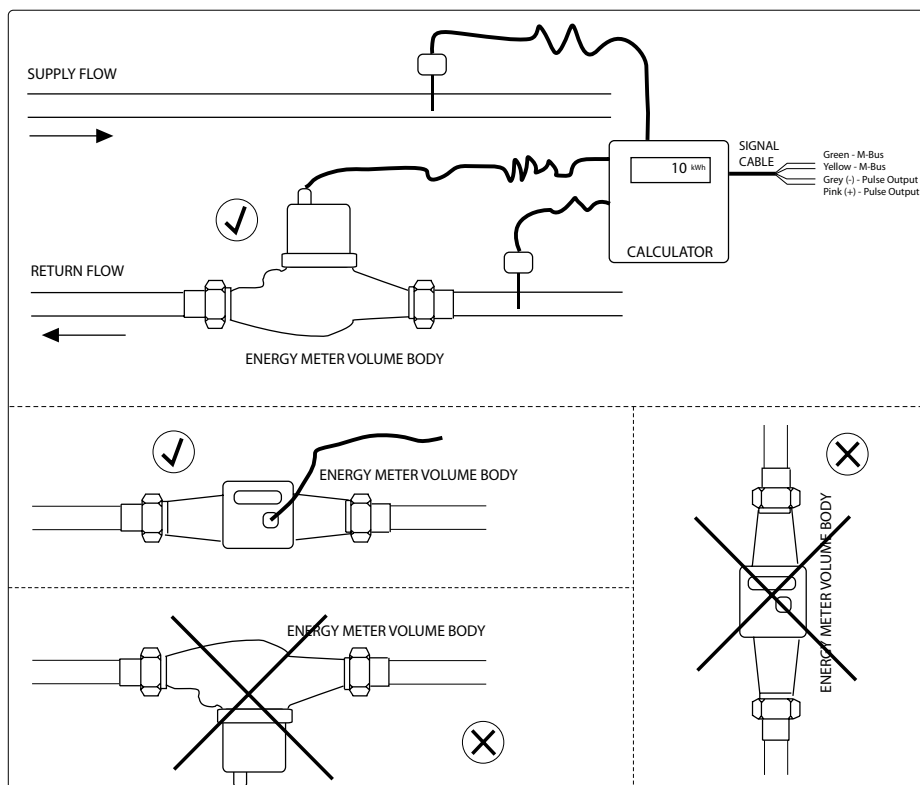 SUPPLY FLOW
SIGNAL
CABLE
Green - M-Bus
Yellow - M-Bus
Grey (-) - Pulse Output
Pink (+) - Pulse Output
10 kWh
CALCULATOR
RETURN FLOW
ENERGY METER VOLUME BODY
ENERGY METER VOLUME BODY
ENERGY METER VOLUME BODY
ENERGY METER VOLUME BODY